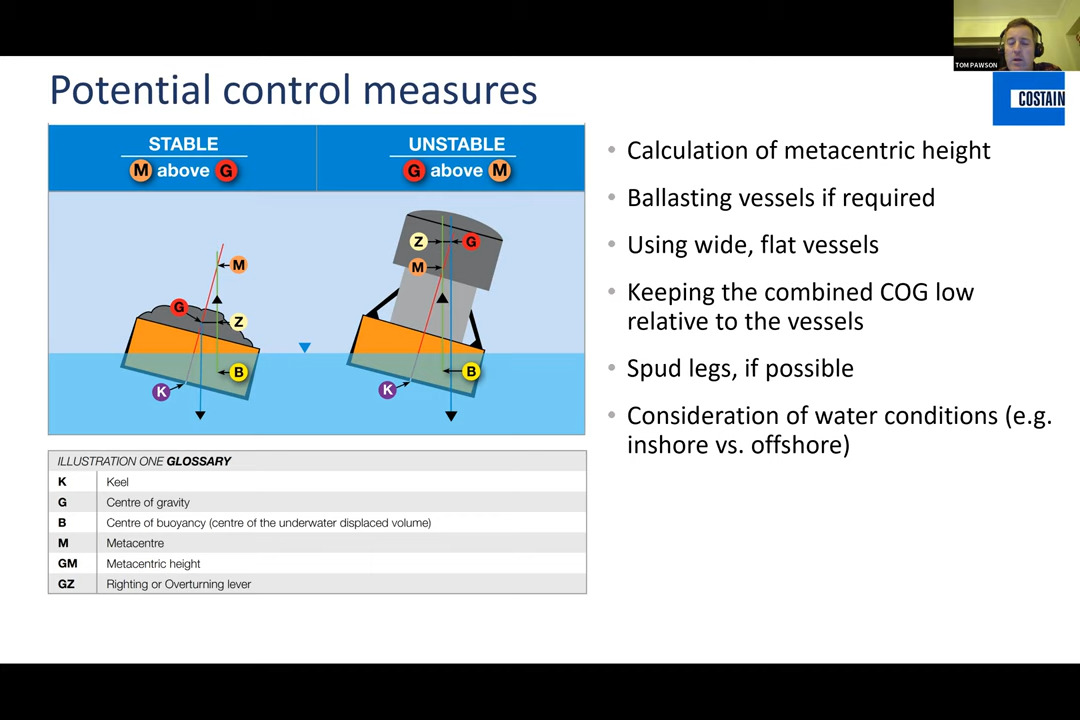 TOM PAWSON
COSTAIN
Potential control measures
STABLE
M above G
UNSTABLE
G above M
M
G
Z
B
K
Z
G
M
B
K
ILLUSTRATION ONE GLOSSARY
K Keel
G Centre of gravity
B Centre of buoyancy (centre of the underwater displaced volume)
M Metacentre
GM Metacentric height
GZ Righting or Overturning lever
• Calculation of metacentric height
• Ballasting vessels if required
• Using wide, flat vessels
• Keeping the combined COG low
relative to the vessels
• Spud legs, if possible
• Consideration of water conditions (e.g.
inshore vs. offshore)